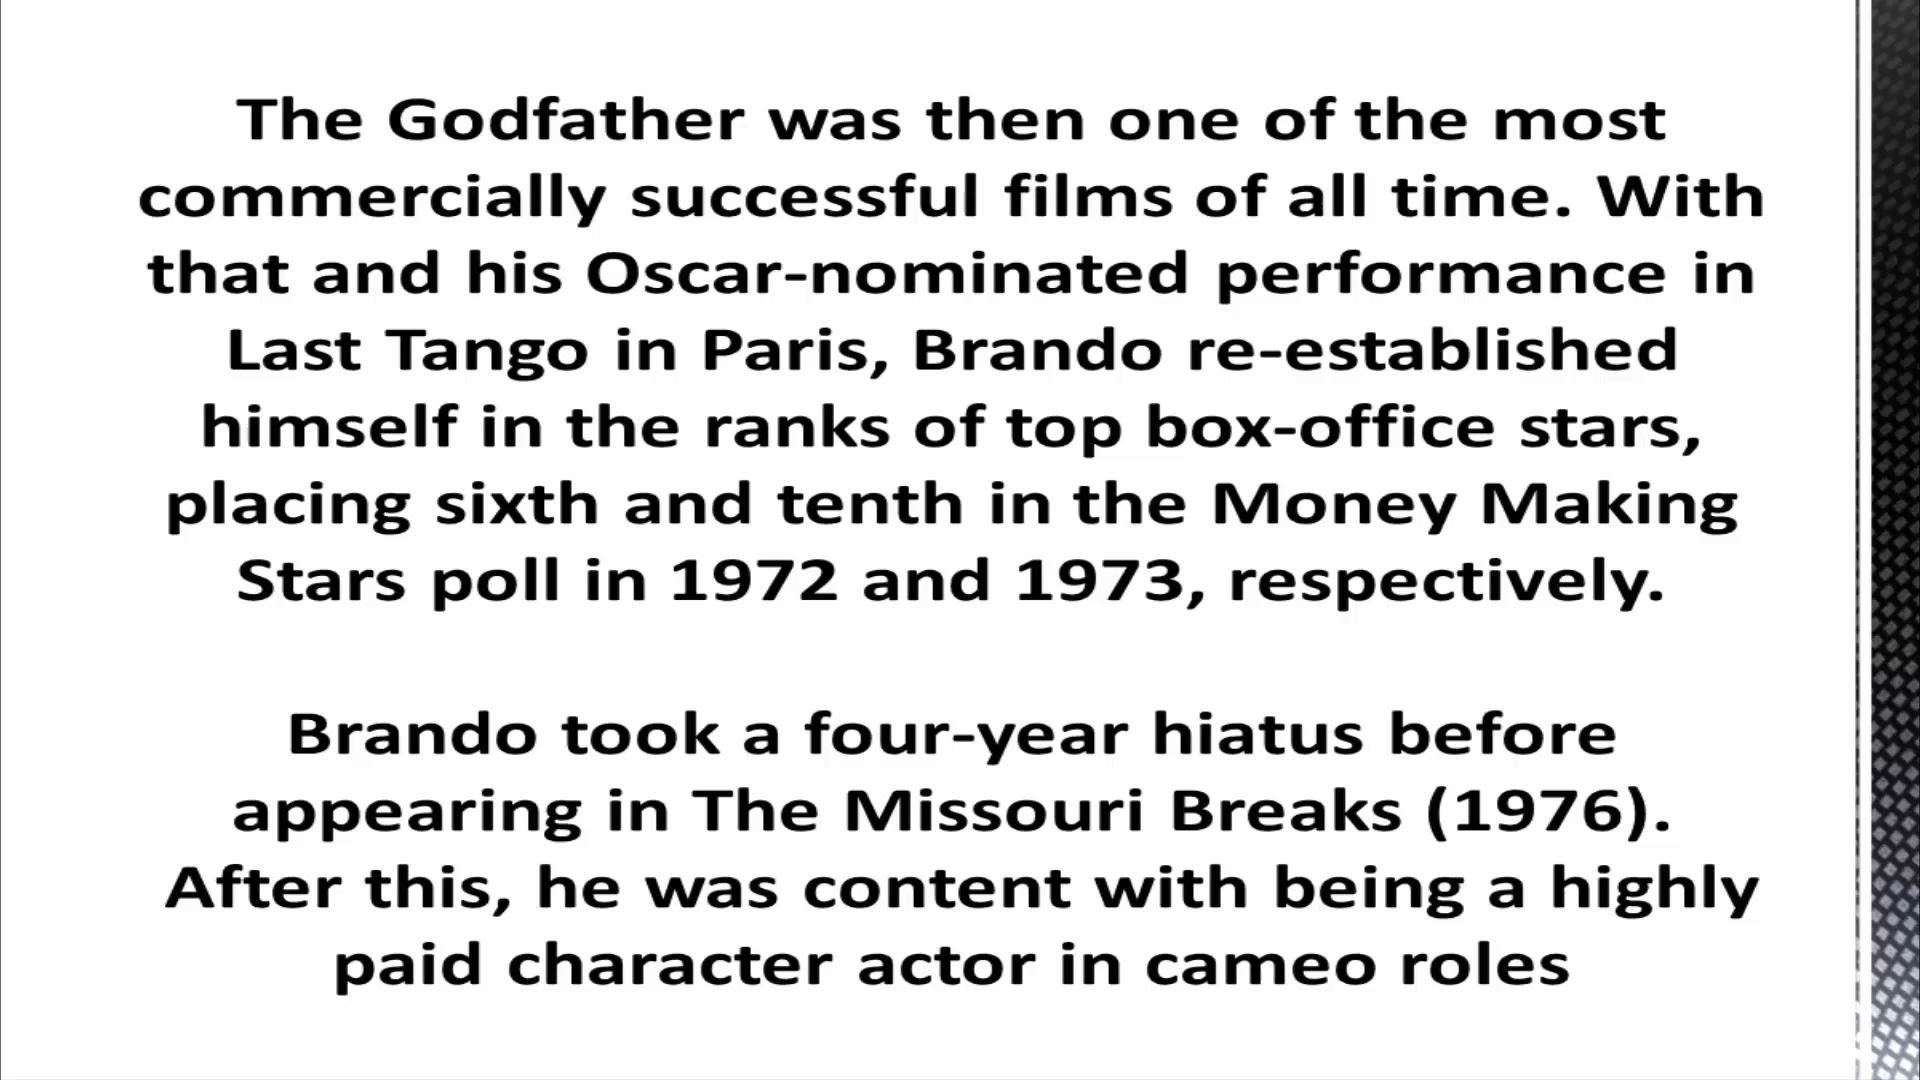 The Godfather was then one of the most
commercially successful films of all time. With
that and his Oscar-nominated performance in
Last Tango in Paris, Brando re-established
himself in the ranks of top box-office stars,
placing sixth and tenth in the Money Making
Stars poll in 1972 and 1973, respectively.
Brando took a four-year hiatus before
appearing in The Missouri Breaks (1976).
After this, he was content with being a highly
paid character actor in cameo roles